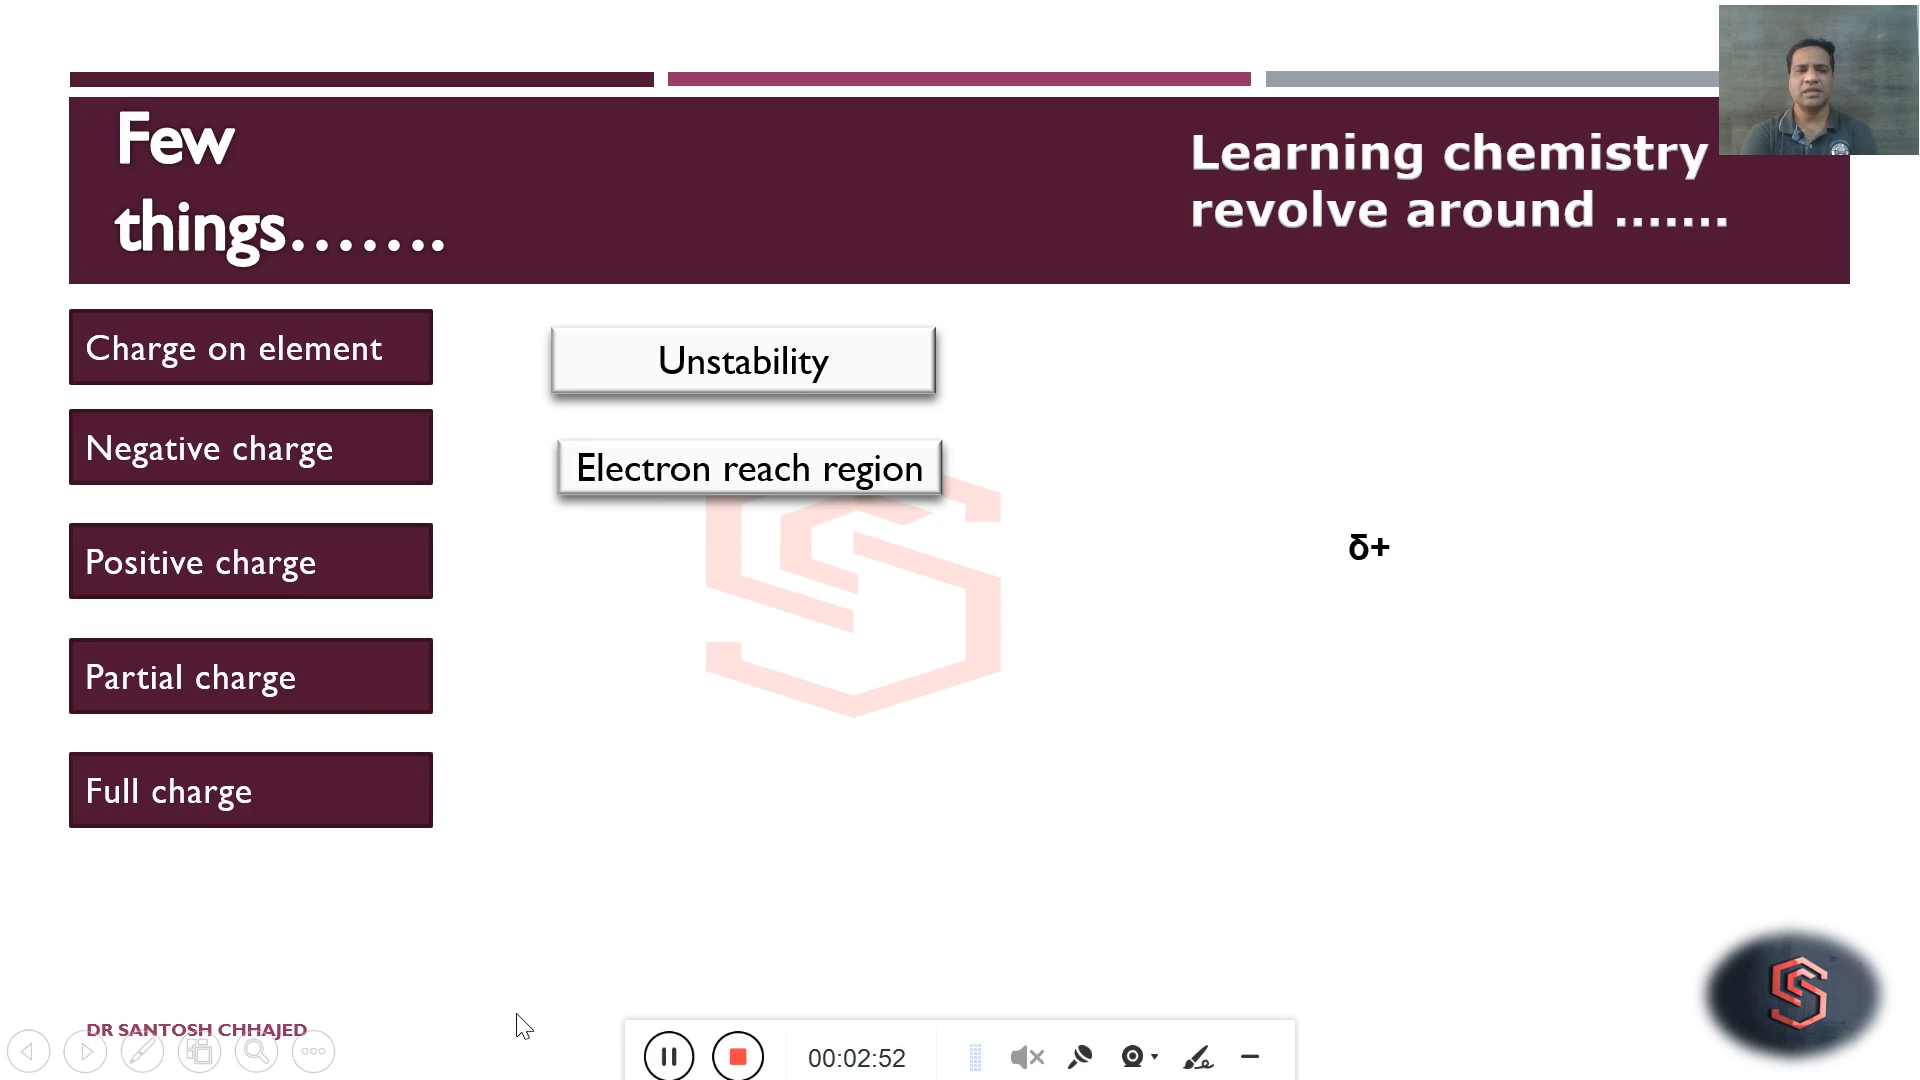 Few
things.......
Learning chemistry
revolve around .......
Charge on element
Unstability
Negative charge
Electron reach region
δ+
Positive charge
Partial charge
Full charge
DR SANTOSH CHHAJED
00:02:52